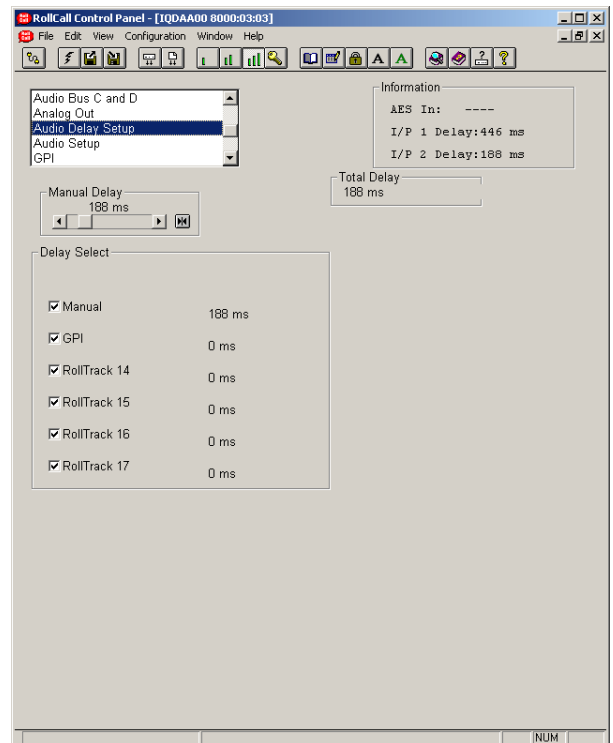 RollCall Control Panel - [IQDAA00 8000:03:03]
File Edit View Configuration Window Help
A A
Audio Bus C and D
Analog Out
Audio Delay Setup
Audio Setup
GPI
Information
AES In: ----
I/P 1 Delay:446 ms
I/P 2 Delay:188 ms
Total Delay
188 ms
Manual Delay
188 ms
Delay Select
Manual 188 ms
GPI 0 ms
RollTrack 14 0 ms
RollTrack 15 0 ms
RollTrack 16 0 ms
RollTrack 17 0 ms
NUM